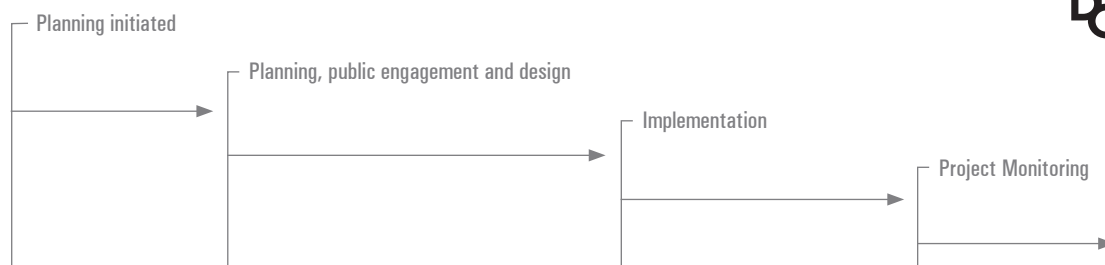 Planning initiated
Planning, public engagement and design
Implementation
Project Monitoring